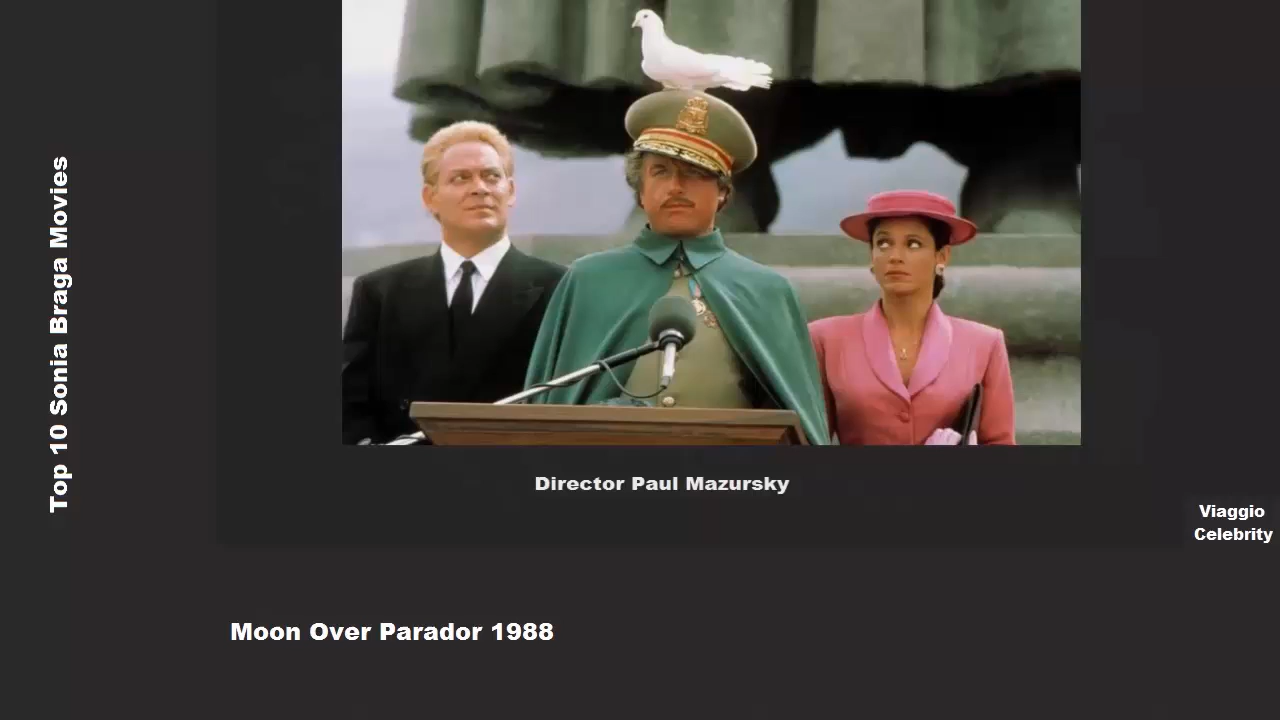 Top 10 Sonia Braga Movies
Director Paul Mazursky
Viaggio
Celebrity
Moon Over Parador 1988